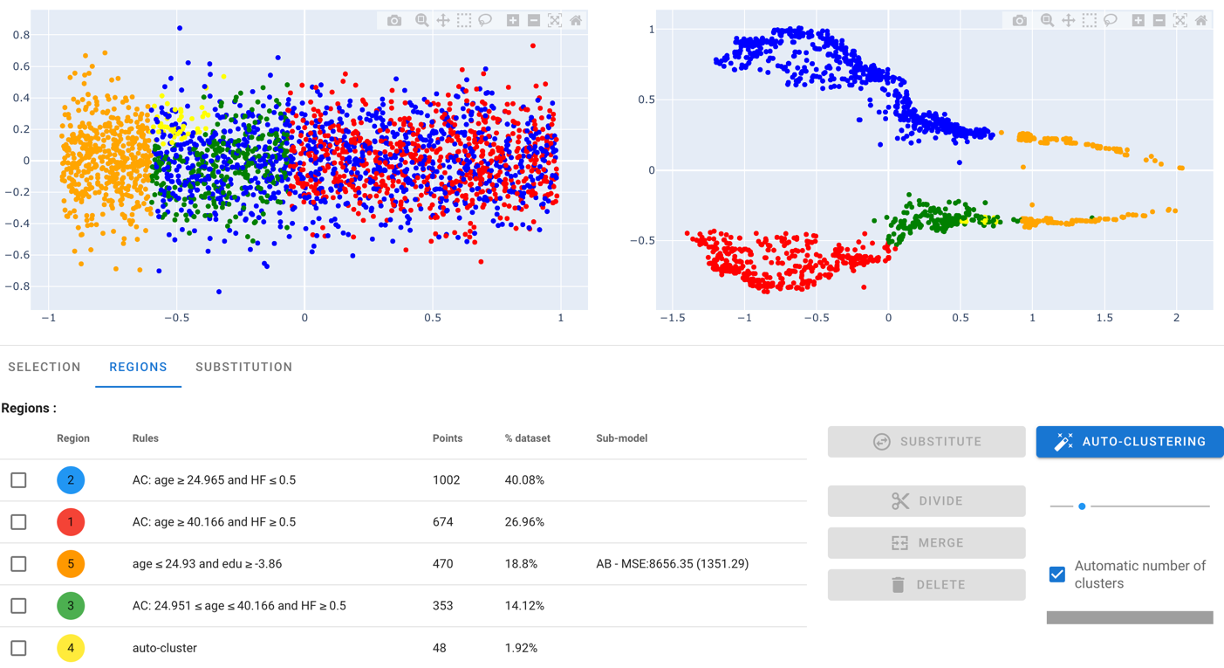 0.8
0.6
0.4
0.2
0
−0.2
−0.4
−0.6
−0.8
−1 −0.5 0 0.5 1
1
0.5
0
−0.5
−1.5 −1 −0.5 0 0.5 1 1.5 2
SELECTION REGIONS SUBSTITUTION
Regions :
Region Rules Points % dataset Sub-model
2 AC: age ≥ 24.965 and HF ≤ 0.5 1002 40.08%
1 AC: age ≥ 40.166 and HF ≥ 0.5 674 26.96%
5 age ≤ 24.93 and edu ≥ -3.86 470 18.8% AB - MSE:8656.35 (1351.29)
3 AC: 24.951 ≤ age ≤ 40.166 and HF ≥ 0.5 353 14.12%
4 auto-cluster 48 1.92%
SUBSTITUTE
DIVIDE
MERGE
DELETE
AUTO-CLUSTERING
Automatic number of
clusters